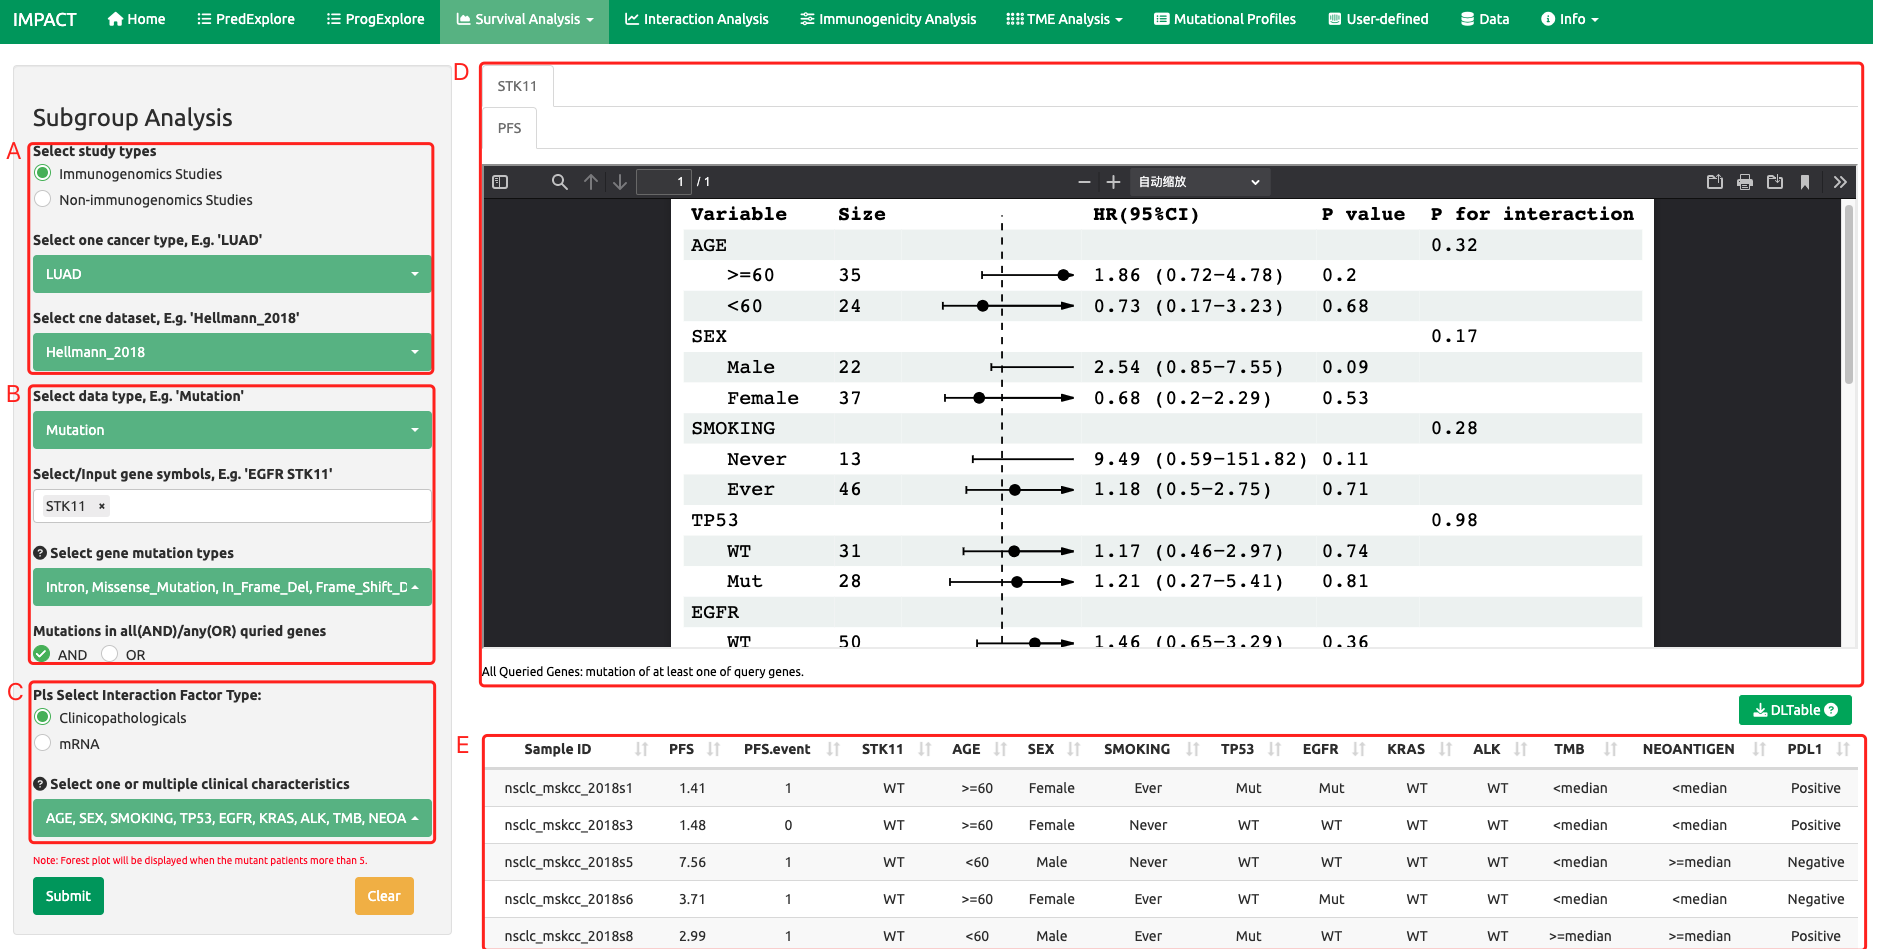 IMPACT Home PredExplore ProgExplore Survival Analysis Interaction Analysis Immunogenicity Analysis TME Analysis Mutational Profiles User-defined Data Info
Subgroup Analysis
A
Select study types
Immunogenomics Studies
Non-immunogenomics Studies
Select one cancer type, E.g. 'LUAD'
LUAD
Select cne dataset, E.g. 'Hellmann_2018'
Hellmann_2018
B
Select data type, E.g. 'Mutation'
Mutation
Select/Input gene symbols, E.g. 'EGFR STK11'
STK11 ×
Select gene mutation types
Intron, Missense_Mutation, In_Frame_Del, Frame_Shift_D
Mutations in all(AND)/any(OR) quried genes
AND OR
C
Pls Select Interaction Factor Type:
Clinicopathologicals
mRNA
Select one or multiple clinical characteristics
AGE, SEX, SMOKING, TP53, EGFR, KRAS, ALK, TMB, NEOA
Note: Forest plot will be displayed when the mutant patients more than 5.
Submit Clear
D
STK11
PFS
1 / 1 自动缩放
Variable Size HR(95%CI) P value P for interaction
AGE 0.32
>=60 35 1.86 (0.72-4.78) 0.2
<60 24 0.73 (0.17-3.23) 0.68
SEX 0.17
Male 22 2.54 (0.85-7.55) 0.09
Female 37 0.68 (0.2-2.29) 0.53
SMOKING 0.28
Never 13 9.49 (0.59-151.82) 0.11
Ever 46 1.18 (0.5-2.75) 0.71
TP53 0.98
WT 31 1.17 (0.46-2.97) 0.74
Mut 28 1.21 (0.27-5.41) 0.81
EGFR
WT 50 1.46 (0.65-3.29) 0.36
All Queried Genes: mutation of at least one of query genes.
DLTable
E
Sample ID PFS PFS.event STK11 AGE SEX SMOKING TP53 EGFR KRAS ALK TMB NEOANTIGEN PDL1
nsclc_mskcc_2018s1 1.41 1 WT >=60 Female Ever Mut Mut WT WT <median <median Positive
nsclc_mskcc_2018s3 1.48 0 WT >=60 Female Never WT WT WT WT <median <median Positive
nsclc_mskcc_2018s5 7.56 1 WT <60 Male Never WT WT WT WT <median >=median Negative
nsclc_mskcc_2018s6 3.71 1 WT >=60 Female Ever WT Mut WT WT <median <median Negative
nsclc_mskcc_2018s8 2.99 1 WT <60 Male Ever Mut WT WT WT >=median >=median Positive